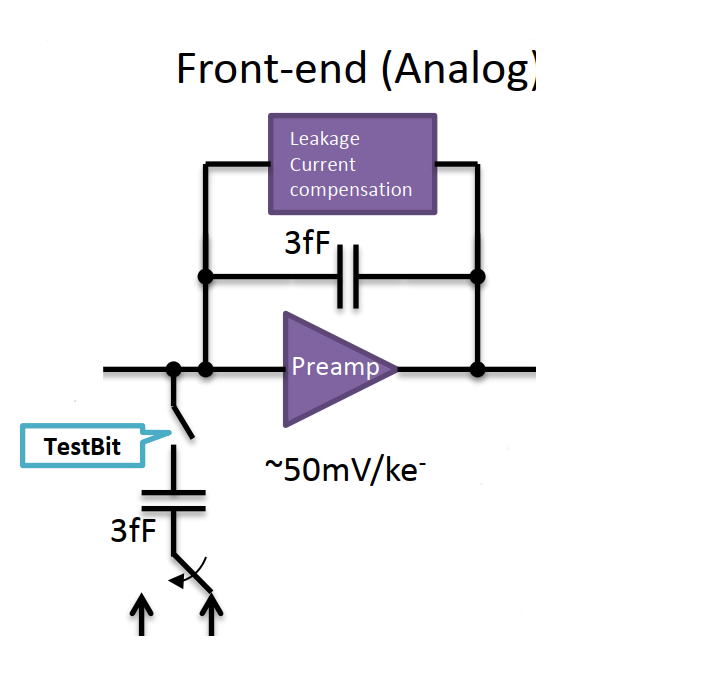 Front-end (Analog)
Leakage
Current
compensation
3fF
Preamp
TestBit
~50mV/ke⁻
3fF